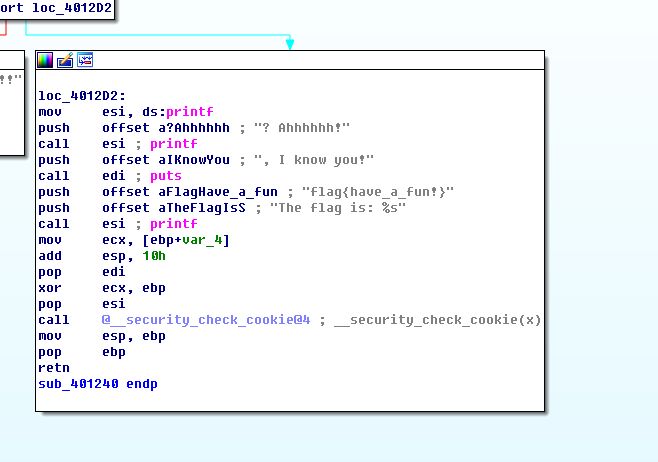 ort loc_4012D2
!!"
loc_4012D2:
mov esi, ds:printf
push offset a?Ahhhhhh ; "? Ahhhhhh!"
call esi ; printf
push offset aIKnowYou ; ", I know you!"
call edi ; puts
push offset aFlagHave_a_fun ; "flag{have_a_fun!}"
push offset aTheFlagIsS ; "The flag is: %s"
call esi ; printf
mov ecx, [ebp+var_4]
add esp, 10h
pop edi
xor ecx, ebp
pop esi
call @__security_check_cookie@4 ; __security_check_cookie(x)
mov esp, ebp
pop ebp
retn
sub_401240 endp